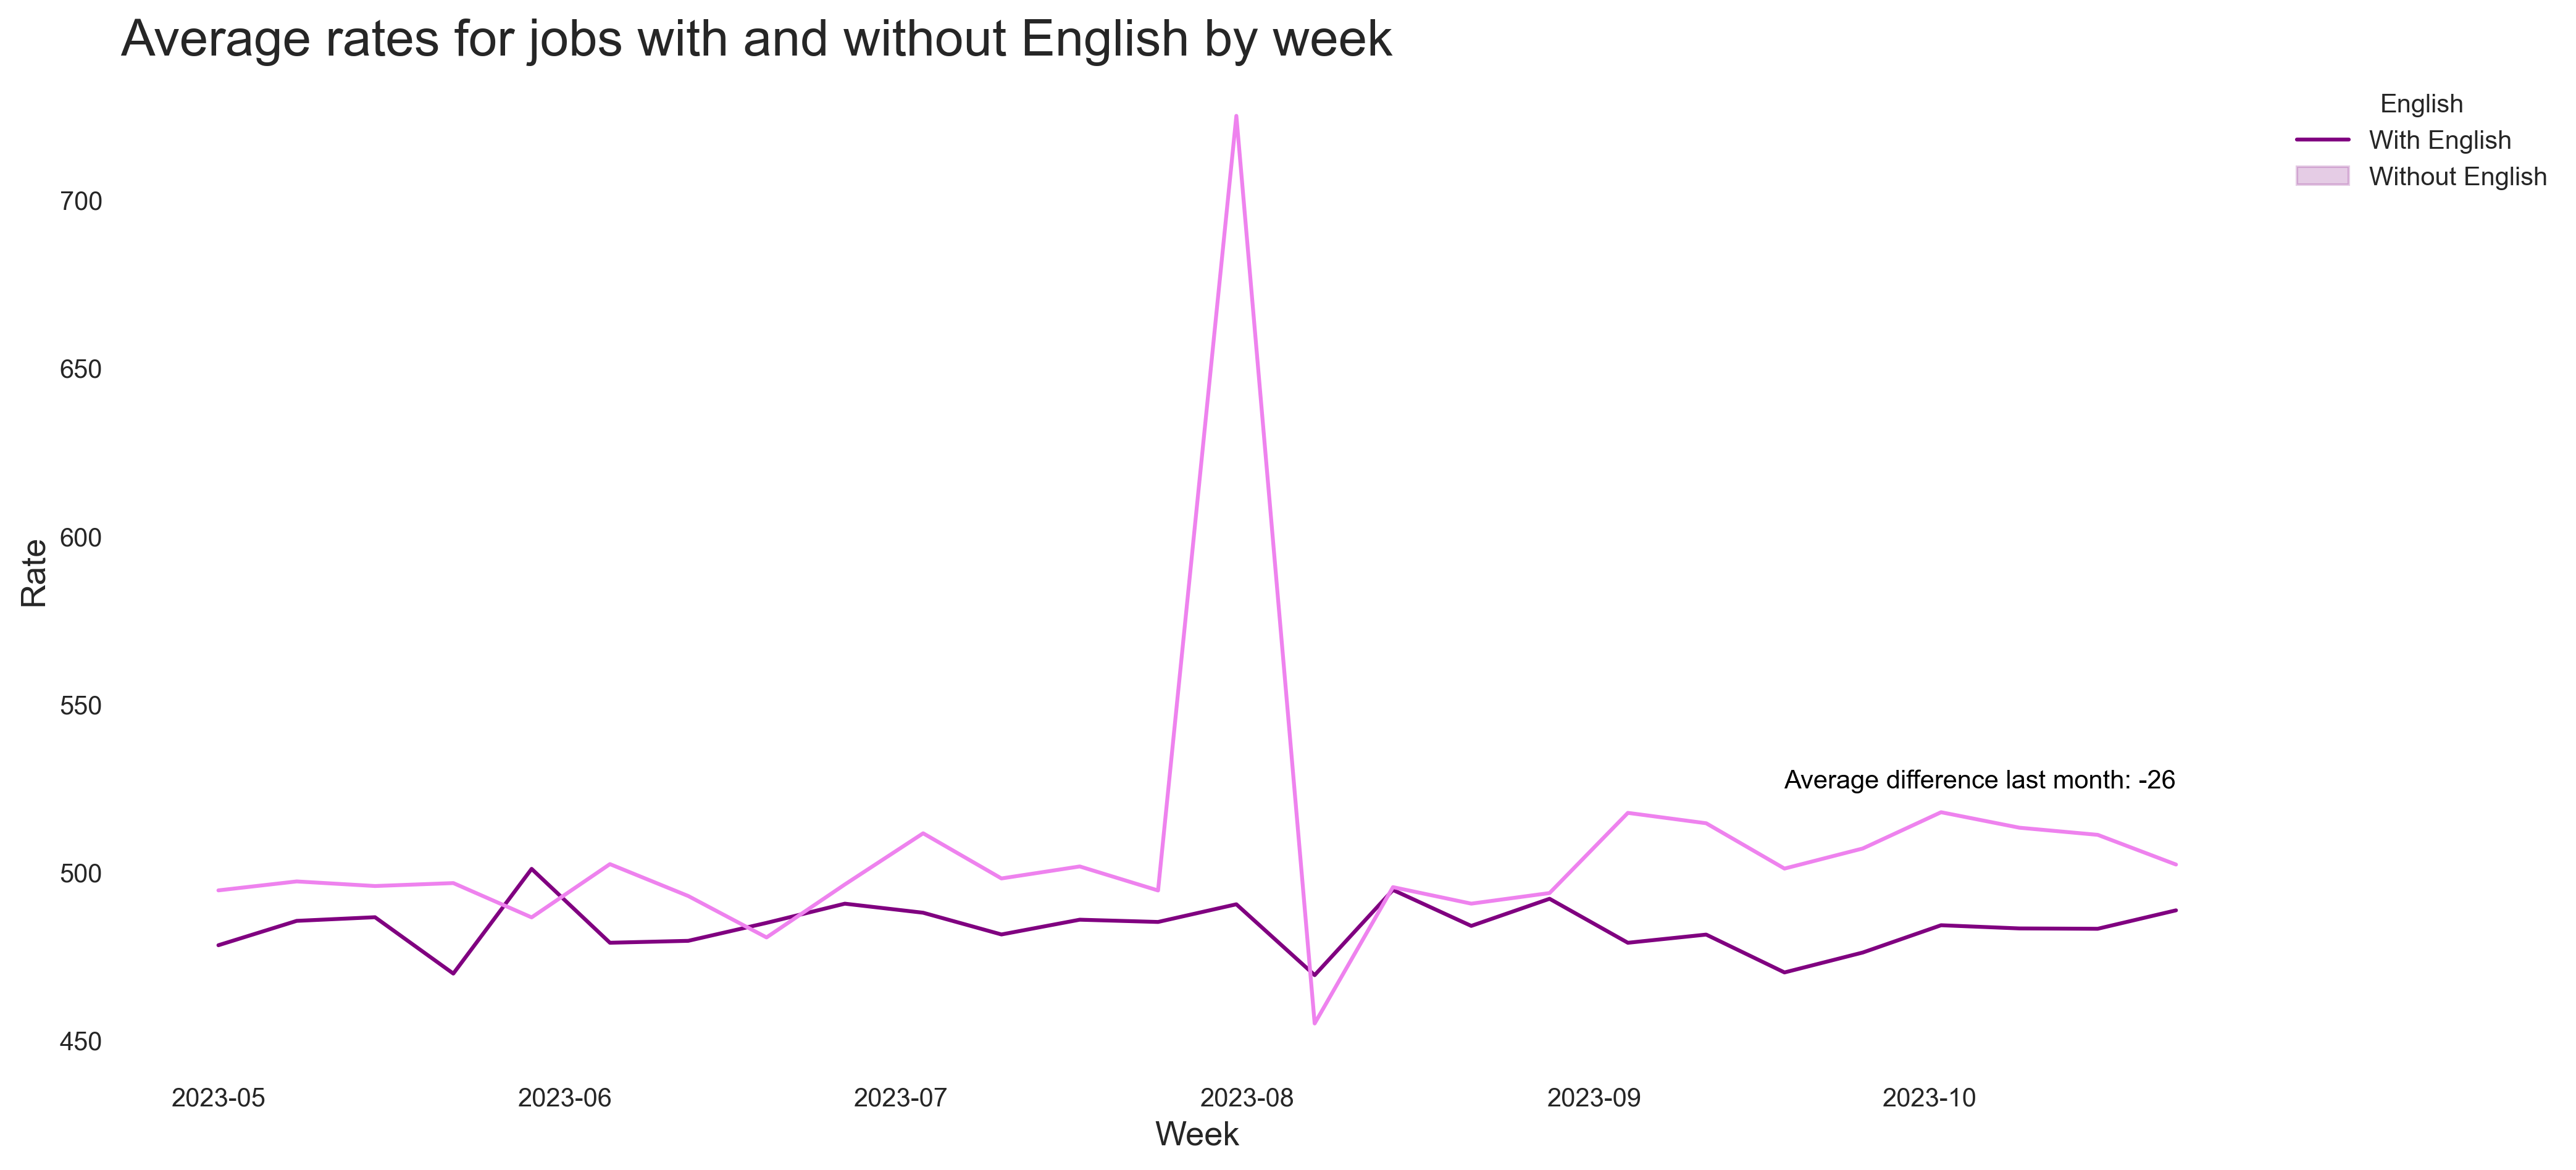 Average rates for jobs with and without English by week
English
With English
Without English
700
650
600
550
500
450
Rate
Average difference last month: -26
2023-05
2023-06
2023-07
2023-08
2023-09
2023-10
Week